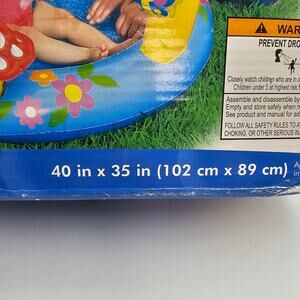 WARN
PREVENT DRO
Closely watch children who are in o
Children under 5 at highest risk f
Assemble and disassemble by
Empty and store safely when n
See product and manual for ad
FOLLOW ALL SAFETY RULES TO A
CHOKING, OR OTHER SERIOUS IN
40 in x 35 in (102 cm x 89 cm)